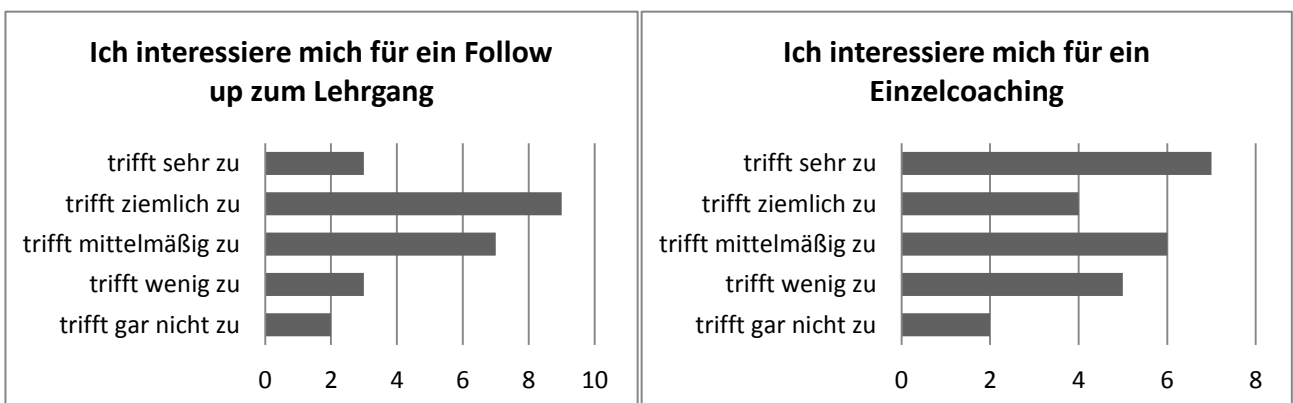 Ich interessiere mich für ein Follow
up zum Lehrgang
trifft sehr zu
trifft ziemlich zu
trifft mittelmäßig zu
trifft wenig zu
trifft gar nicht zu
0 2 4 6 8 10
Ich interessiere mich für ein
Einzelcoaching
trifft sehr zu
trifft ziemlich zu
trifft mittelmäßig zu
trifft wenig zu
trifft gar nicht zu
0 2 4 6 8